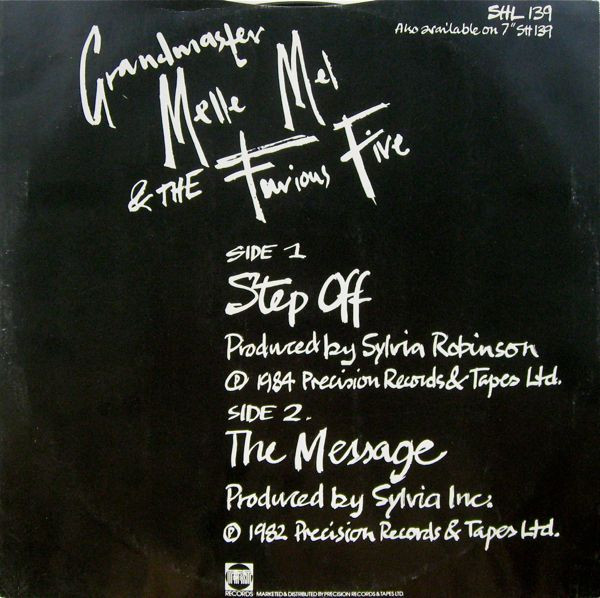 SHL 139
Also available on 7" SH 139
Grandmaster
Melle Mel
& THE Furious Five
SIDE 1
Step Off
Produced by Sylvia Robinson
℗ 1984 Precision Records & Tapes Ltd.
SIDE 2.
The Message
Produced by Sylvia Inc.
℗ 1982 Precision Records & Tapes Ltd.
RECORDS MARKETED & DISTRIBUTED BY PRECISION RECORDS & TAPES LTD.